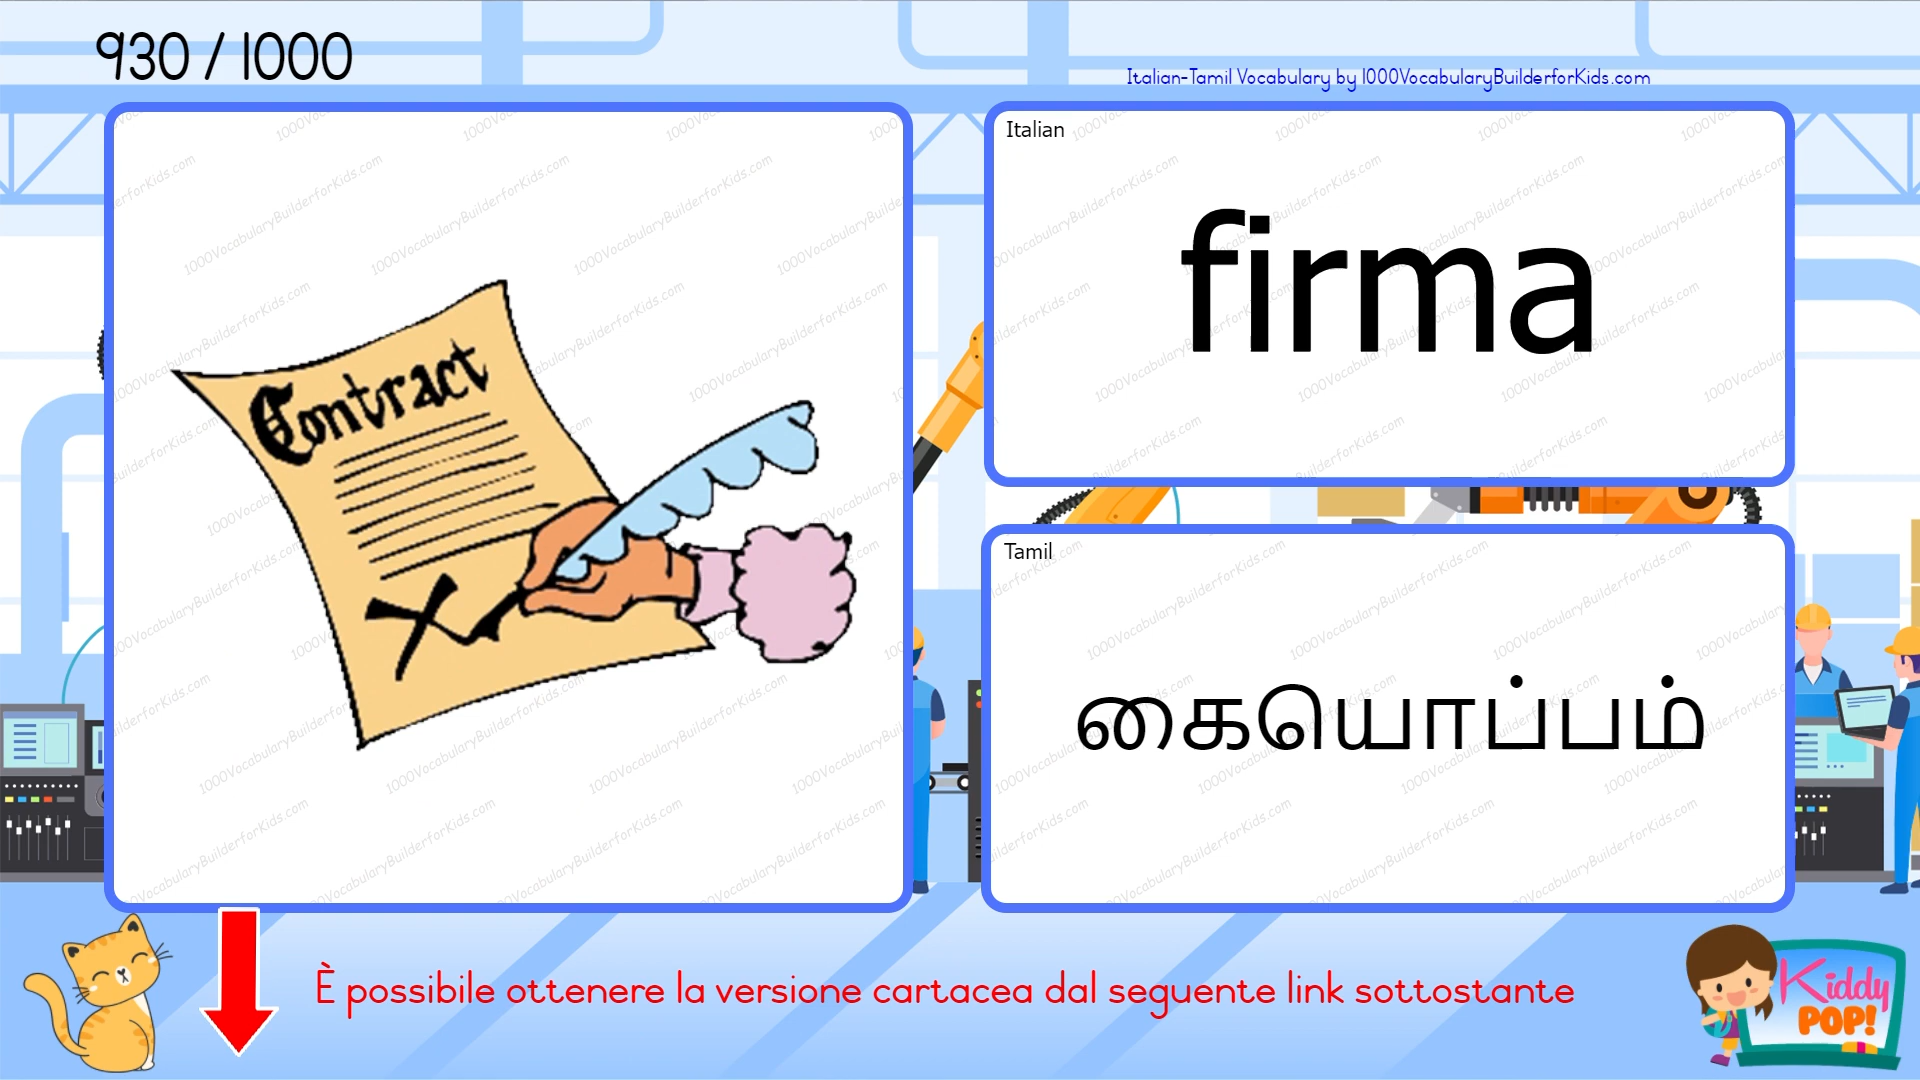 930 / 1000
Italian-Tamil Vocabulary by 1000VocabularyBuilderforKids.com
Contract
Italian
firma
Tamil
கையொப்பம்
È possibile ottenere la versione cartacea dal seguente link sottostante
Kiddy
POP!